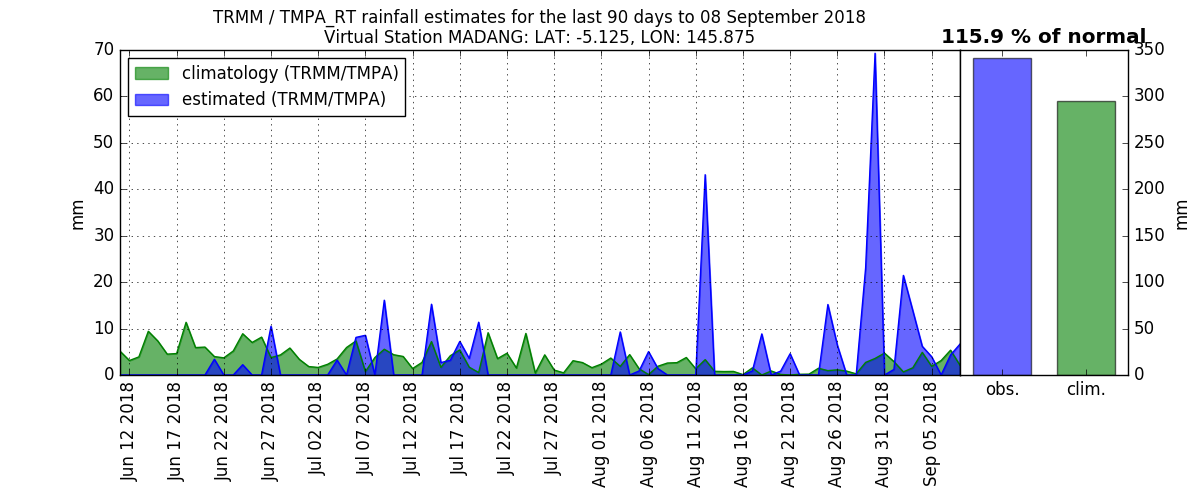 TRMM / TMPA_RT rainfall estimates for the last 90 days to 08 September 2018
Virtual Station MADANG: LAT: -5.125, LON: 145.875
115.9 % of normal
climatology (TRMM/TMPA)
estimated (TRMM/TMPA)
mm
70
60
50
40
30
20
10
0
Jun 12 2018
Jun 17 2018
Jun 22 2018
Jun 27 2018
Jul 02 2018
Jul 07 2018
Jul 12 2018
Jul 17 2018
Jul 22 2018
Jul 27 2018
Aug 01 2018
Aug 06 2018
Aug 11 2018
Aug 16 2018
Aug 21 2018
Aug 26 2018
Aug 31 2018
Sep 05 2018
350
300
250
200
150
100
50
0
mm
obs.
clim.